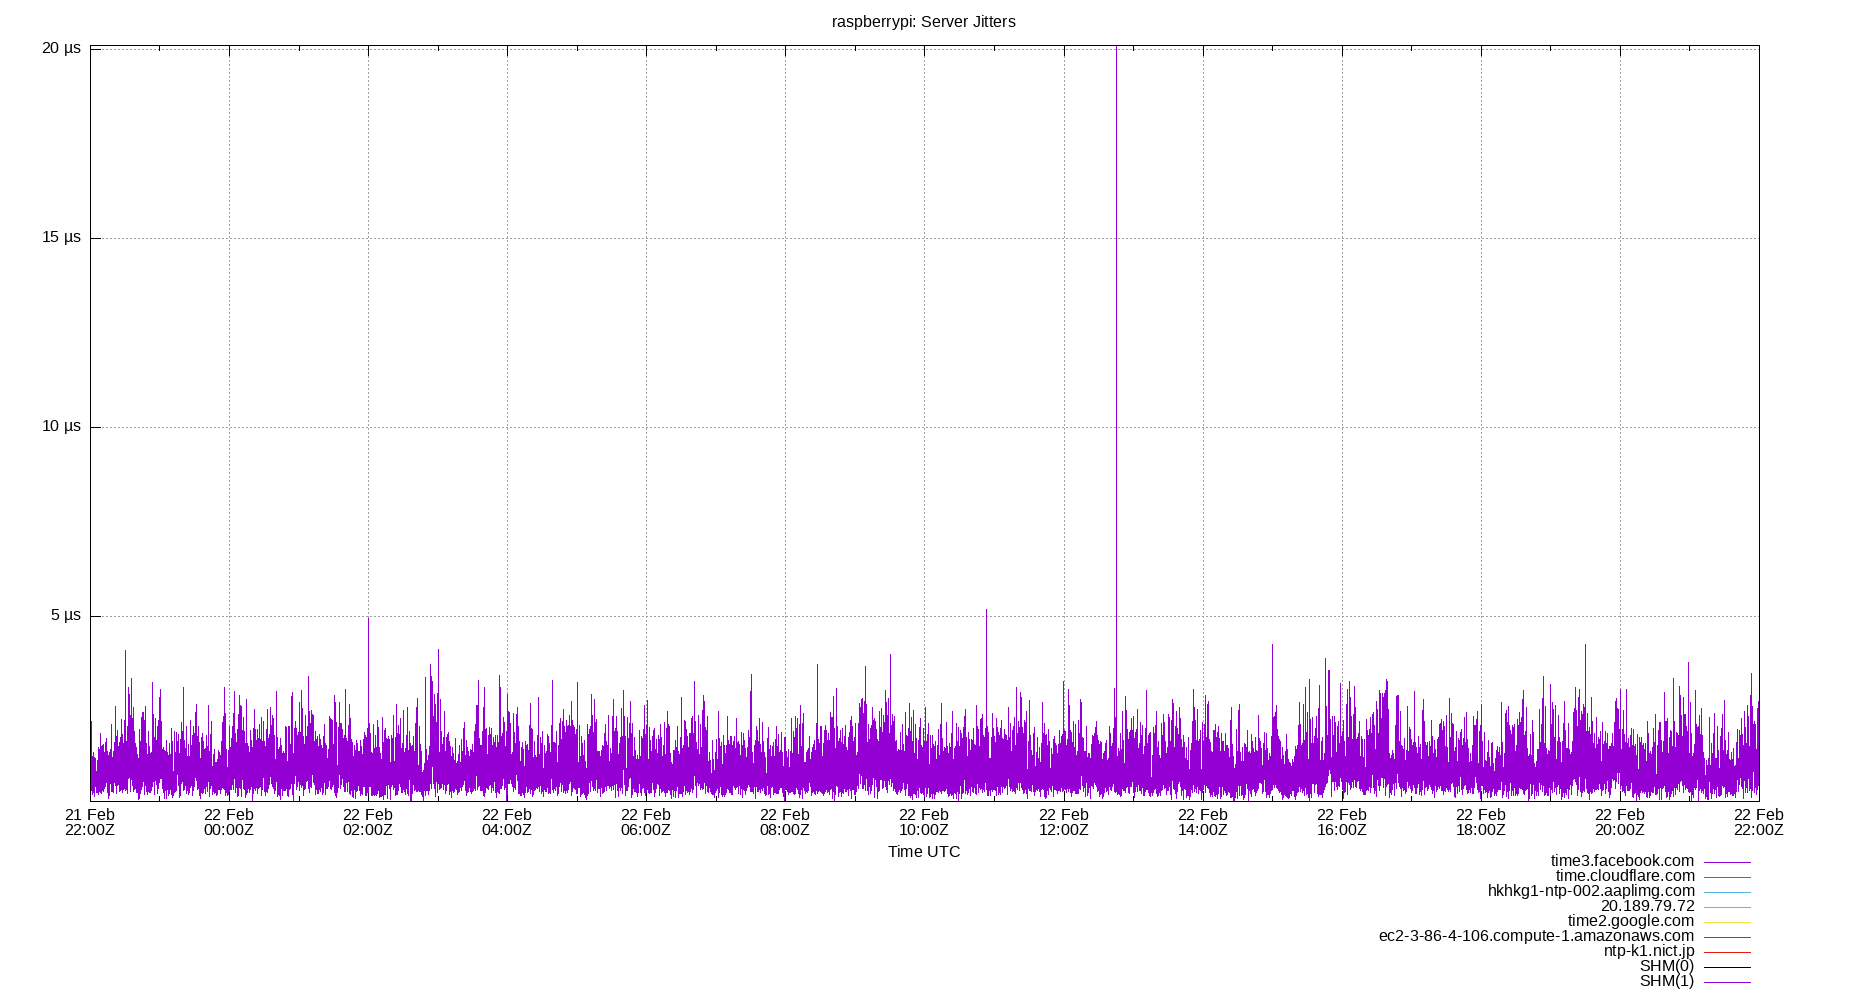 raspberrypi: Server Jitters
20 µs
15 µs
10 µs
5 µs
21 Feb 22 Feb 22 Feb 22 Feb 22 Feb 22 Feb 22 Feb 22 Feb 22 Feb 22 Feb 22 Feb 22 Feb 22 Feb
22:00Z 00:00Z 02:00Z 04:00Z 06:00Z 08:00Z 10:00Z 12:00Z 14:00Z 16:00Z 18:00Z 20:00Z 22:00Z
Time UTC
time3.facebook.com
time.cloudflare.com
hkhkg1-ntp-002.aaplimg.com
20.189.79.72
time2.google.com
ec2-3-86-4-106.compute-1.amazonaws.com
ntp-k1.nict.jp
SHM(0)
SHM(1)